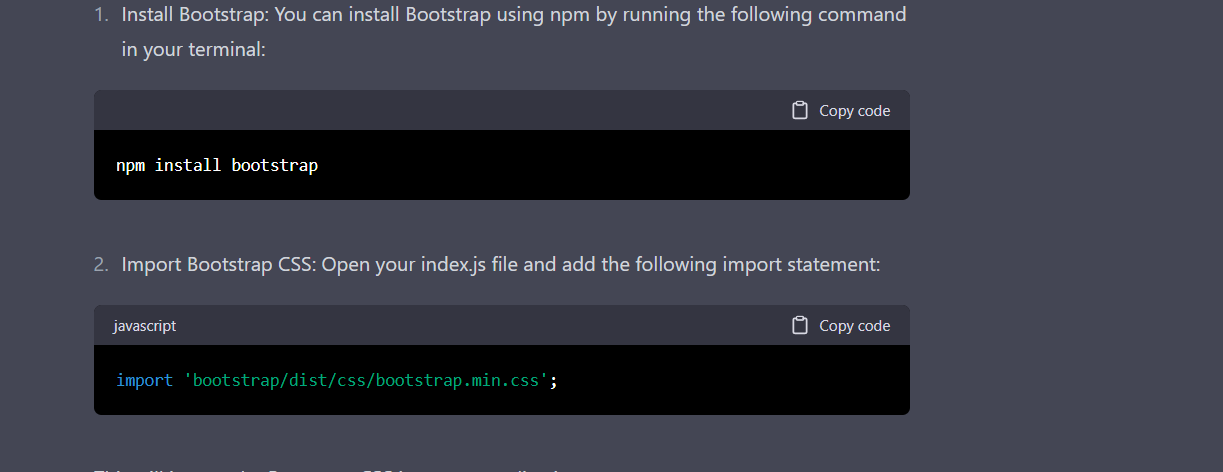 1. Install Bootstrap: You can install Bootstrap using npm by running the following command
in your terminal:
Copy code
npm install bootstrap
2. Import Bootstrap CSS: Open your index.js file and add the following import statement:
javascript
Copy code
import 'bootstrap/dist/css/bootstrap.min.css';